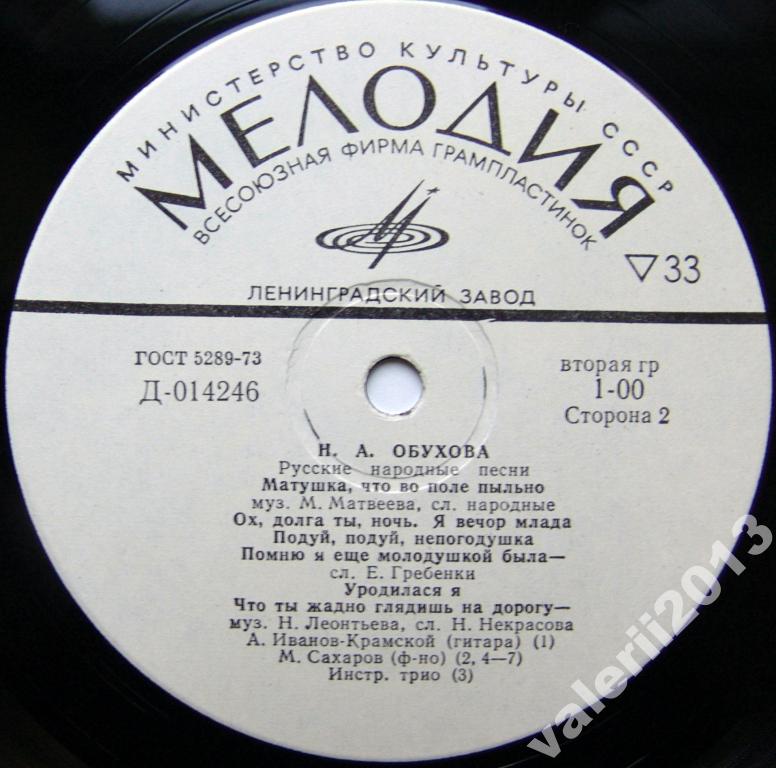 МИНИСТЕРСТВО КУЛЬТУРЫ СССР
МЕЛОДИЯ
ВСЕСОЮЗНАЯ ФИРМА ГРАМПЛАСТИНОК
▽33
ЛЕНИНГРАДСКИЙ ЗАВОД
ГОСТ 5289-73
Д-014246
вторая гр
1-00
Сторона 2
Н. А. ОБУХОВА
Русские народные песни
Матушка, что во поле пыльно
муз. М. Матвеева, сл. народные
Ох, долга ты, ночь. Я вечор млада
Подуй, подуй, непогодушка
Помню я еще молодушкой была—
сл. Е. Гребенки
Уродилася я
Что ты жадно глядишь на дорогу—
муз. Н. Леонтьева, сл. Н. Некрасова
А. Иванов-Крамской (гитара) (1)
М. Сахаров (ф-но) (2, 4—7)
Инстр. трио (3)
valerii2013